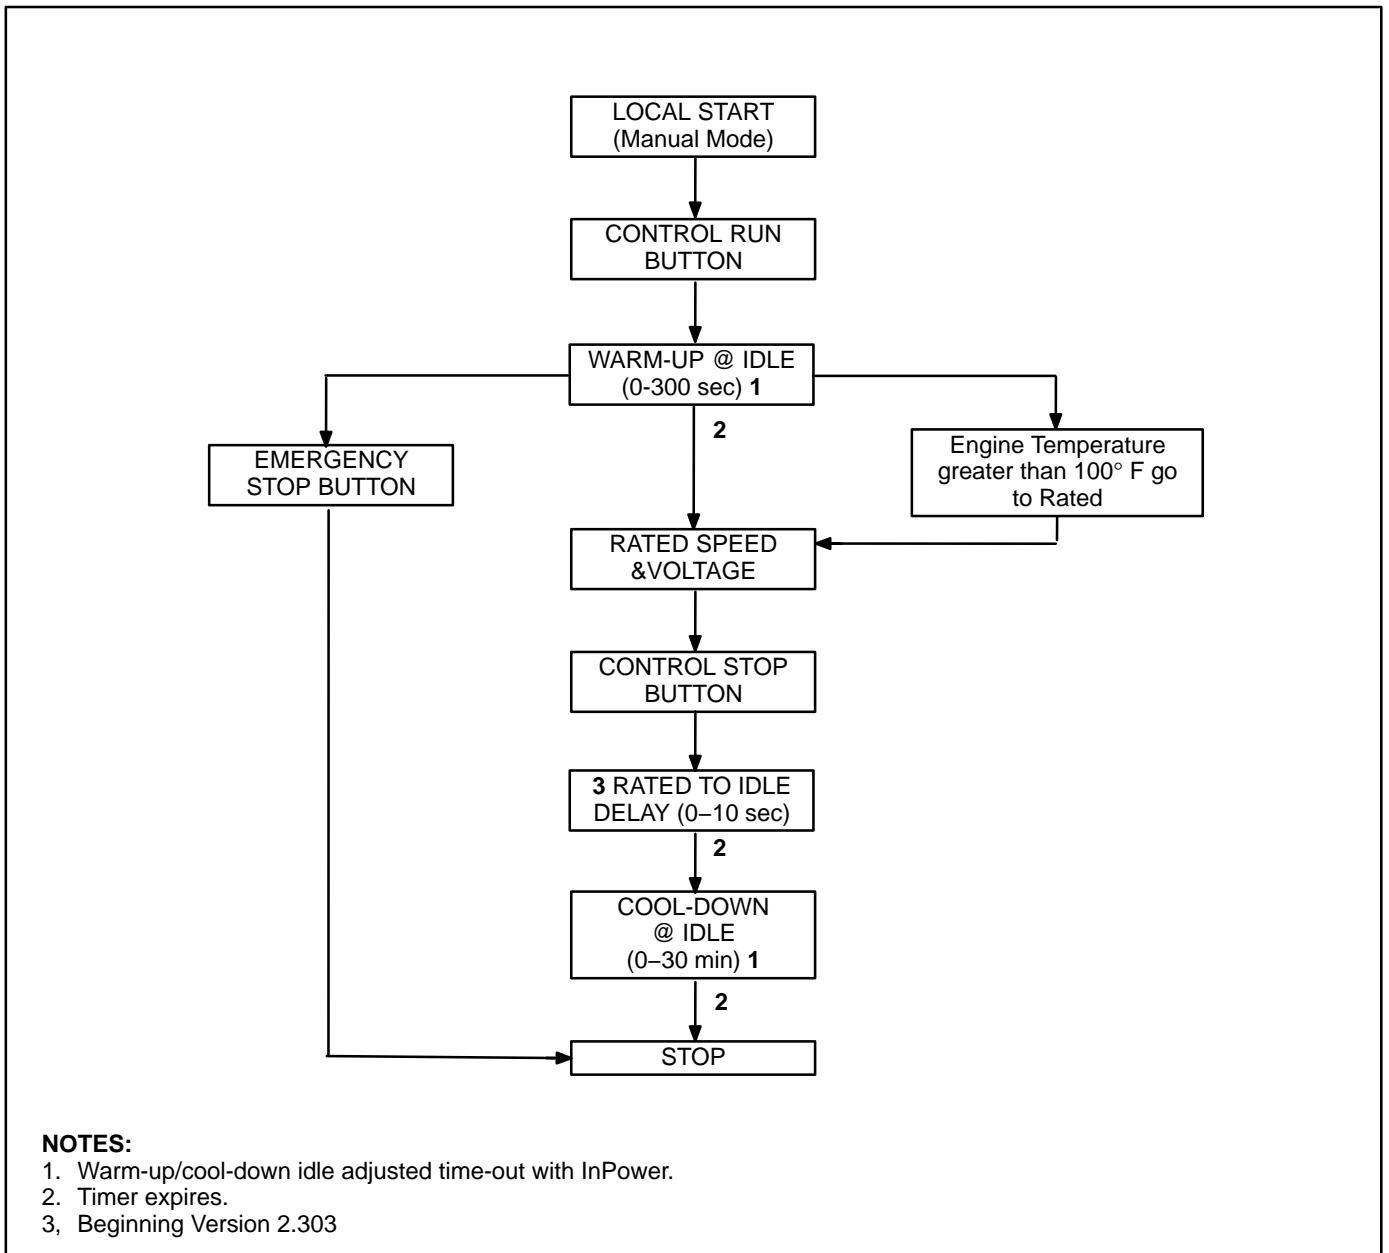 LOCAL START
(Manual Mode)
CONTROL RUN
BUTTON
WARM-UP @ IDLE
(0-300 sec) 1
2
EMERGENCY
STOP BUTTON
Engine Temperature
greater than 100° F go
to Rated
RATED SPEED
&VOLTAGE
CONTROL STOP
BUTTON
3 RATED TO IDLE
DELAY (0–10 sec)
2
COOL-DOWN
@ IDLE
(0–30 min) 1
2
STOP
NOTES:
1. Warm-up/cool-down idle adjusted time-out with InPower.
2. Timer expires.
3, Beginning Version 2.303